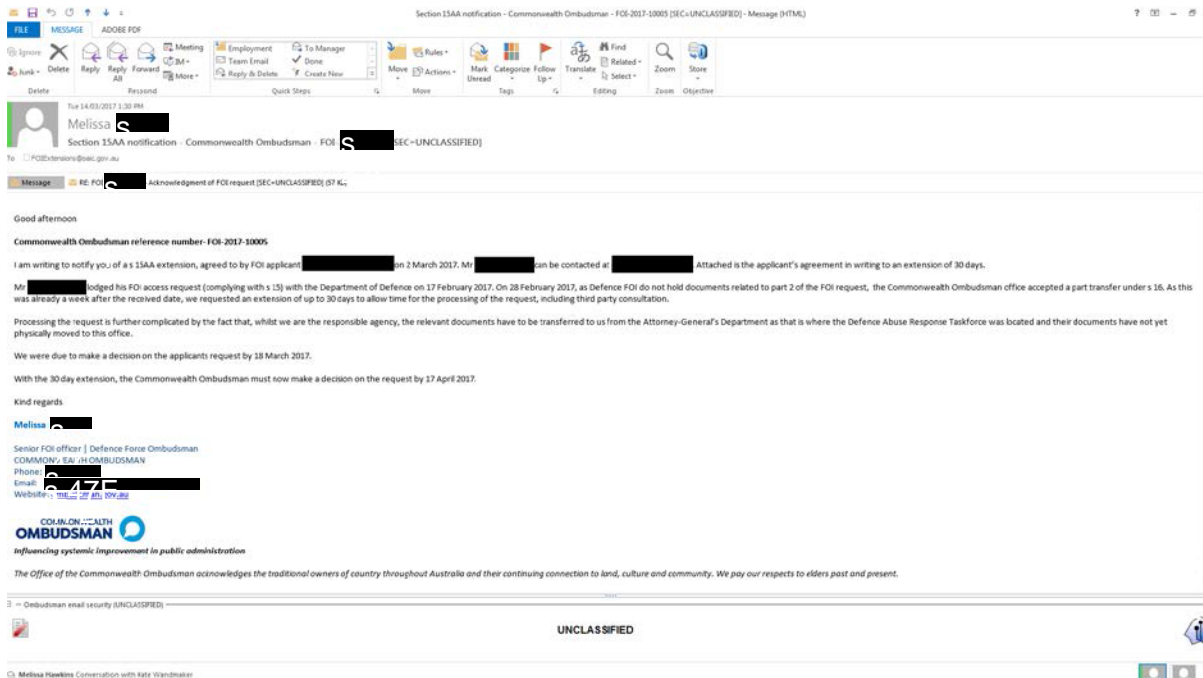 Section 15AA notification - Commonwealth Ombudsman - FOI-2017-10005 [SEC=UNCLASSIFIED] - Message (HTML)
FILE MESSAGE ADOBE PDF
Ignore Meeting Employment To Manager Rules Find
Junk Delete Reply Reply All Forward IM Team Email Done Move Actions Mark Unread Categorize Follow Up Translate Related Zoom Store
More Reply & Delete Create New Select
Delete Respond Quick Steps Move Tags Editing Zoom Objective
Tue 14/03/2017 1:30 PM
Melissa s
Section 15AA notification - Commonwealth Ombudsman - FOI s SEC=UNCLASSIFIED]
To FOIExtensions@oaic.gov.au
Message RE: FOI s Acknowledgment of FOI request [SEC=UNCLASSIFIED] (57
Good afternoon
Commonwealth Ombudsman reference number- FOI-2017-10005
I am writing to notify you of a s 15AA extension, agreed to by FOI applicant on 2 March 2017. Mr can be contacted at . Attached is the applicant's agreement in writing to an extension of 30 days.
Mr lodged his FOI access request (complying with s 15) with the Department of Defence on 17 February 2017. On 28 February 2017, as Defence FOI do not hold documents related to part 2 of the FOI request, the Commonwealth Ombudsman office accepted a part transfer under s 16. As this
was already a week after the received date, we requested an extension of up to 30 days to allow time for the processing of the request, including third party consultation.
Processing the request is further complicated by the fact that, whilst we are the responsible agency, the relevant documents have to be transferred to us from the Attorney-General's Department as that is where the Defence Abuse Response Taskforce was located and their documents have not yet
physically moved to this office.
We were due to make a decision on the applicants request by 18 March 2017.
With the 30 day extension, the Commonwealth Ombudsman must now make a decision on the request by 17 April 2017.
Kind regards
Melissa
Senior FOI officer | Defence Force Ombudsman
COMMONWEALTH OMBUDSMAN
Phone: s
Email: s 47F
Website:
COMMONWEALTH
OMBUDSMAN
Influencing systemic improvement in public administration
The Office of the Commonwealth Ombudsman acknowledges the traditional owners of country throughout Australia and their continuing connection to land, culture and community. We pay our respects to elders past and present.
Ombudsman email security (UNCLASSIFIED)
UNCLASSIFIED
Melissa Hawkins Conversation with Kate Wandmaker